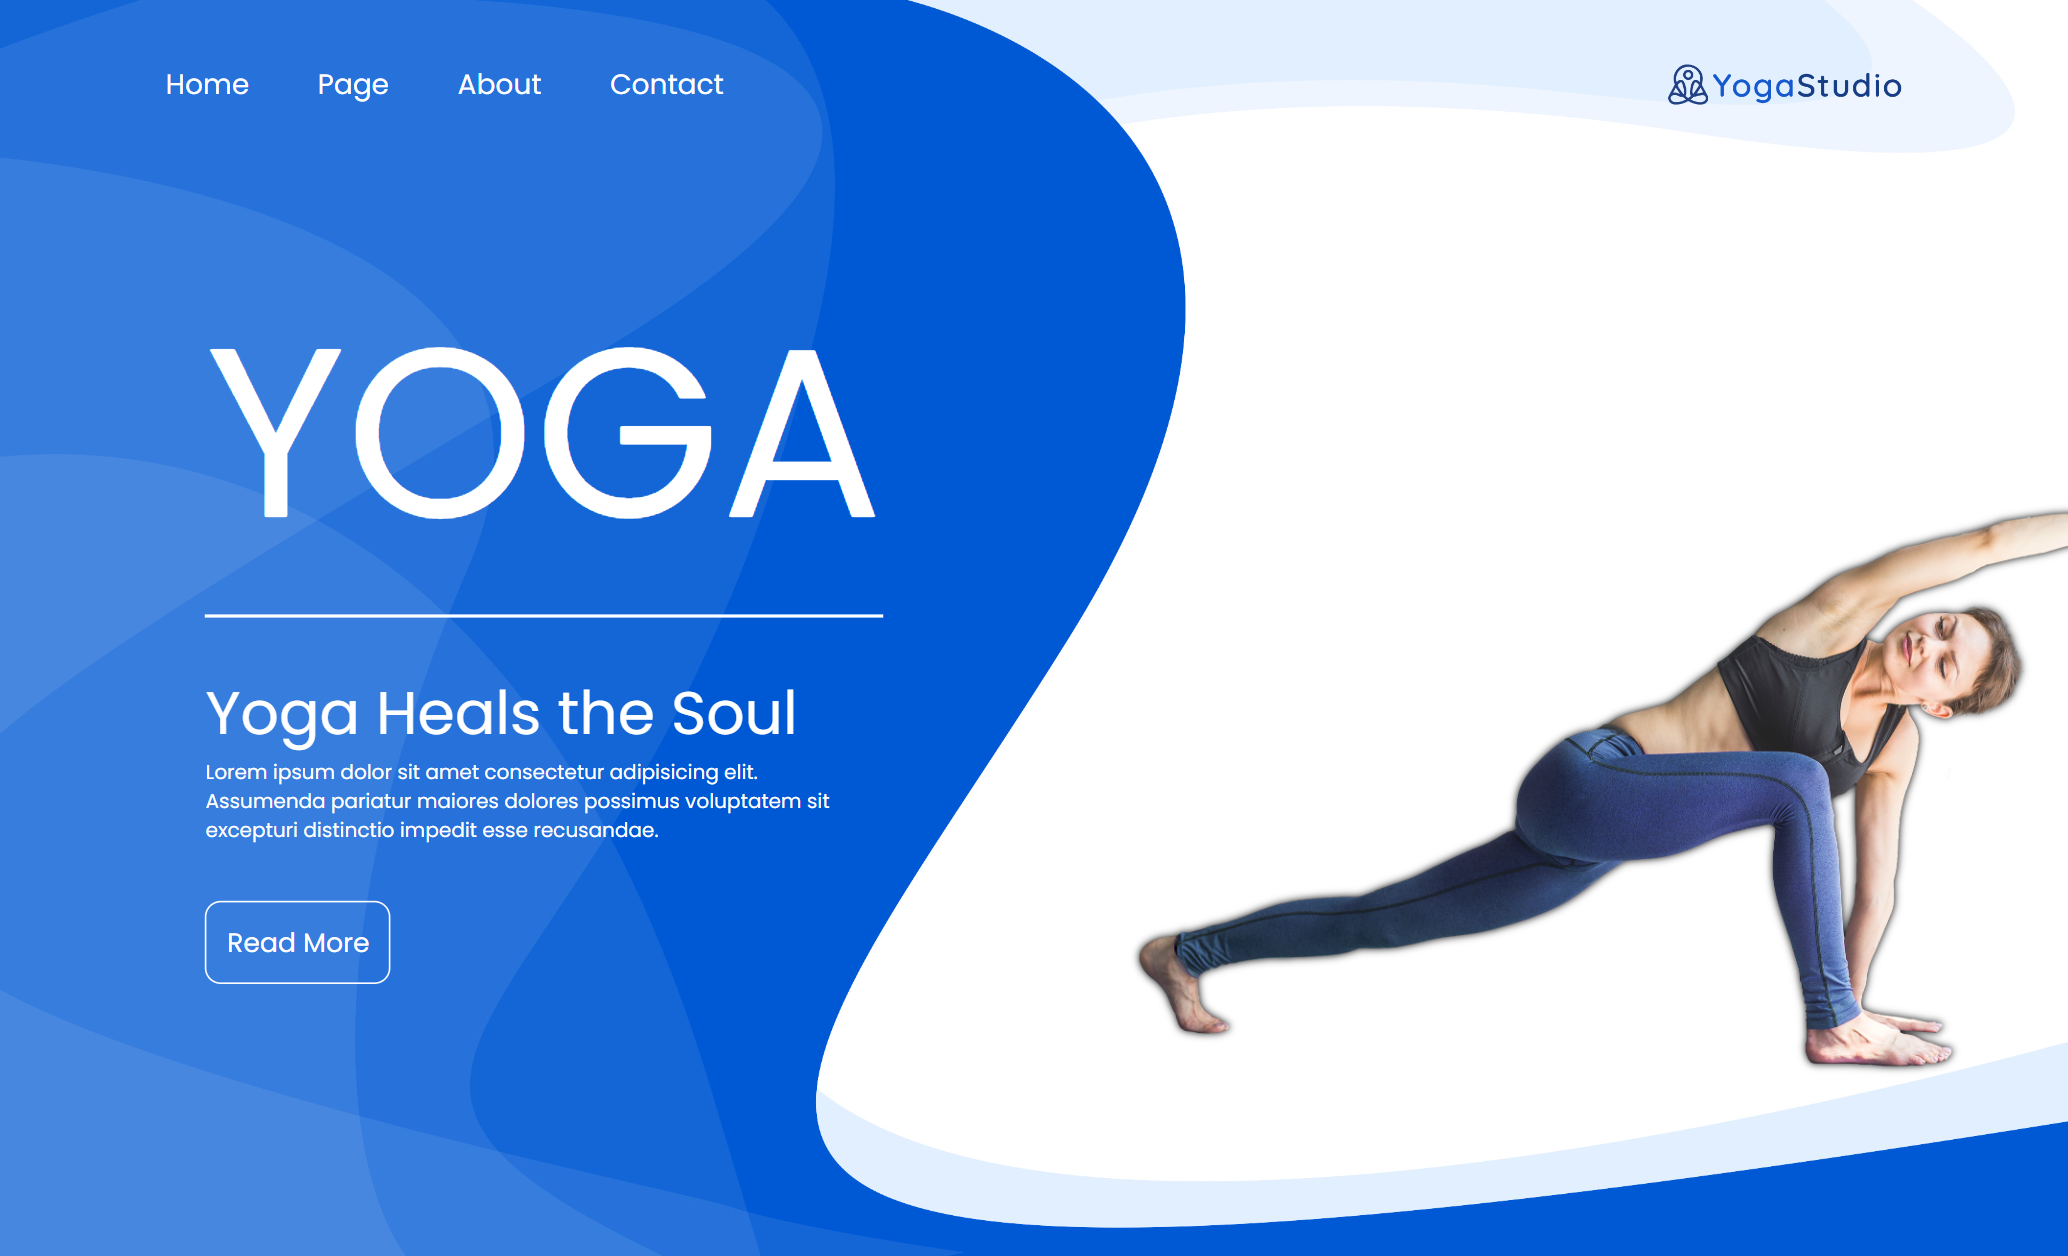 Home Page About Contact
YogaStudio
YOGA
Yoga Heals the Soul
Lorem ipsum dolor sit amet consectetur adipisicing elit.
Assumenda pariatur maiores dolores possimus voluptatem sit
excepturi distinctio impedit esse recusandae.
Read More